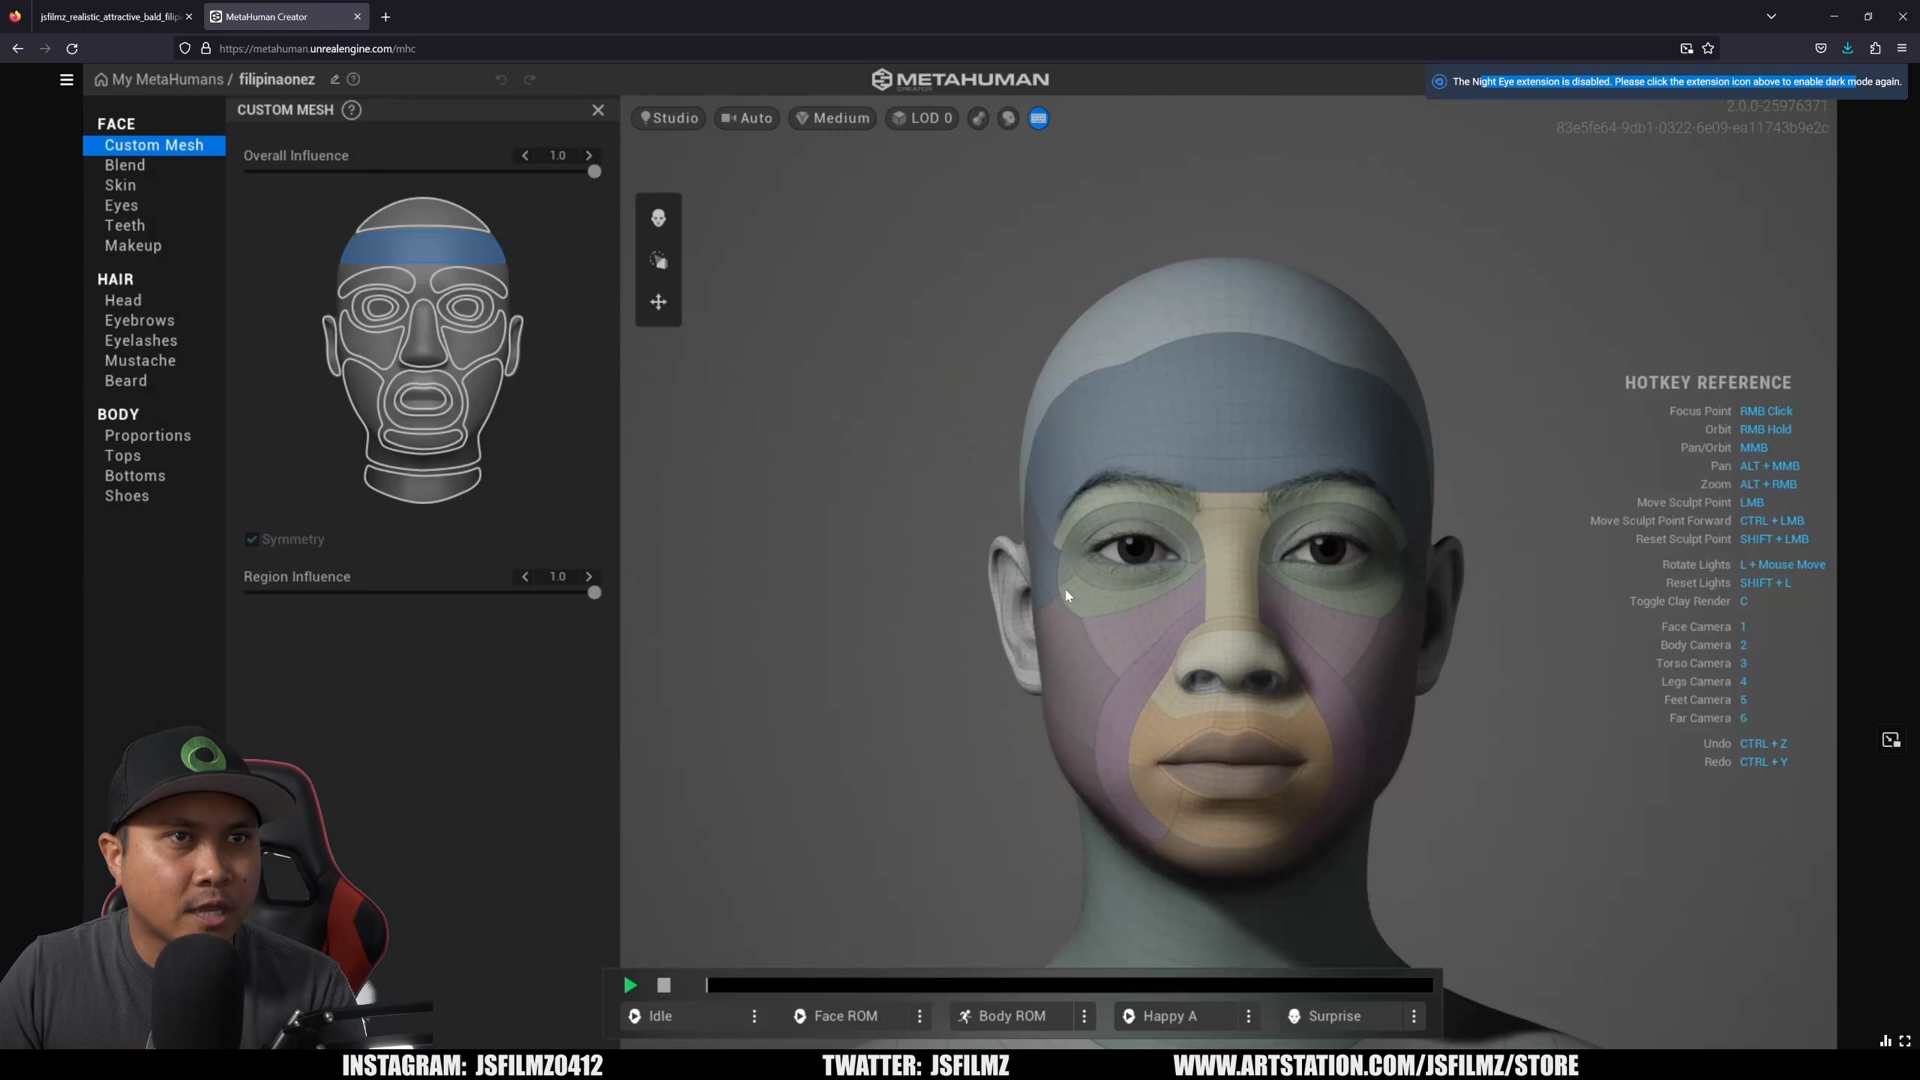 jsfilmz_realistic_attractive_bald_filip
MetaHuman Creator
https://metahuman.unrealengine.com/mhc
My MetaHumans / filipinaonez
METAHUMAN
CREATOR
The Night Eye extension is disabled. Please click the extension icon above to enable dark mode again.
2.0.0-25976371
83e5fe64-9db1-0322-6e09-ea11743b9e2c
FACE
Custom Mesh
Blend
Skin
Eyes
Teeth
Makeup
HAIR
Head
Eyebrows
Eyelashes
Mustache
Beard
BODY
Proportions
Tops
Bottoms
Shoes
CUSTOM MESH
Overall Influence 1.0
Symmetry
Region Influence 1.0
Studio Auto Medium LOD 0
HOTKEY REFERENCE
Focus Point RMB Click
Orbit RMB Hold
Pan/Orbit MMB
Pan ALT + MMB
Zoom ALT + RMB
Move Sculpt Point LMB
Move Sculpt Point Forward CTRL + LMB
Reset Sculpt Point SHIFT + LMB
Rotate Lights L + Mouse Move
Reset Lights SHIFT + L
Toggle Clay Render C
Face Camera 1
Body Camera 2
Torso Camera 3
Legs Camera 4
Feet Camera 5
Far Camera 6
Undo CTRL + Z
Redo CTRL + Y
Idle Face ROM Body ROM Happy A Surprise
INSTAGRAM: JSFILMZ0412 TWATTER: JSFILMZ WWW.ARTSTATION.COM/JSFILMZ/STORE